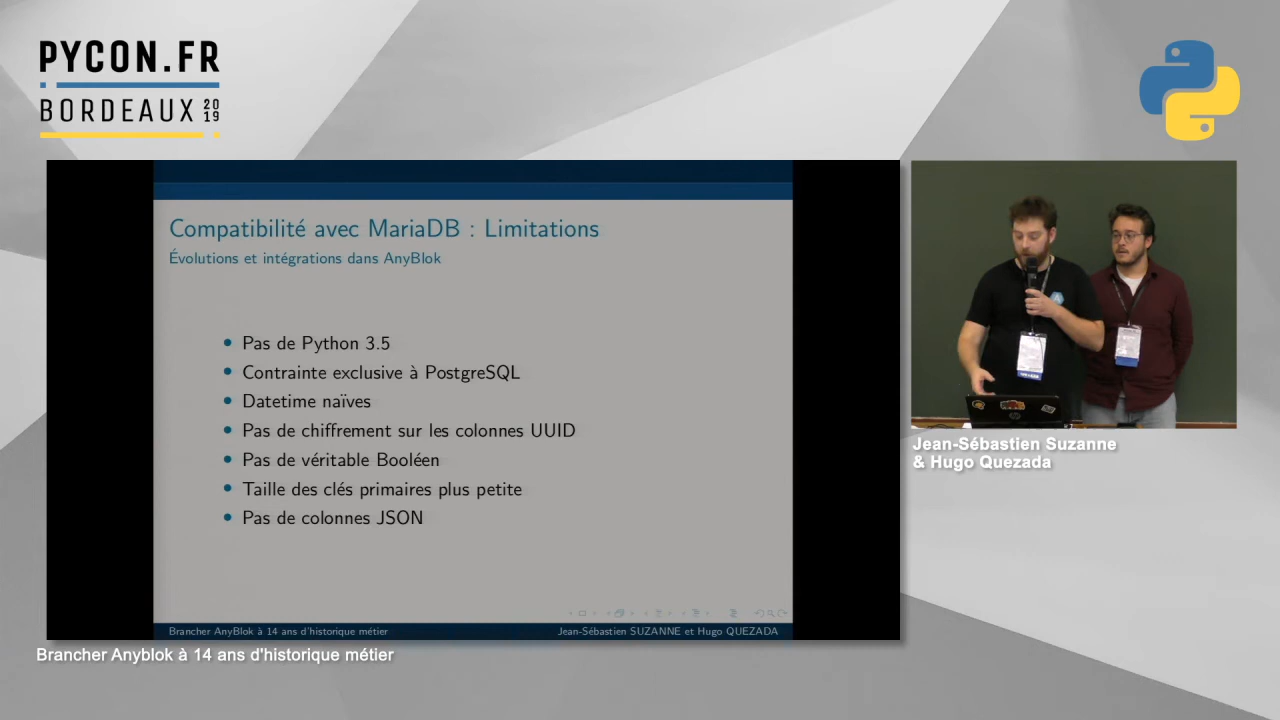 PYCON.FR
BORDEAUX 2019
Compatibilité avec MariaDB : Limitations
Évolutions et intégrations dans AnyBlok
Pas de Python 3.5
Contrainte exclusive à PostgreSQL
Datetime naïves
Pas de chiffrement sur les colonnes UUID
Pas de véritable Booléen
Taille des clés primaires plus petite
Pas de colonnes JSON
Brancher AnyBlok à 14 ans d'historique métier
Jean-Sébastien SUZANNE et Hugo QUEZADA
Jean-Sébastien Suzanne
& Hugo Quezada
Brancher Anyblok à 14 ans d'historique métier